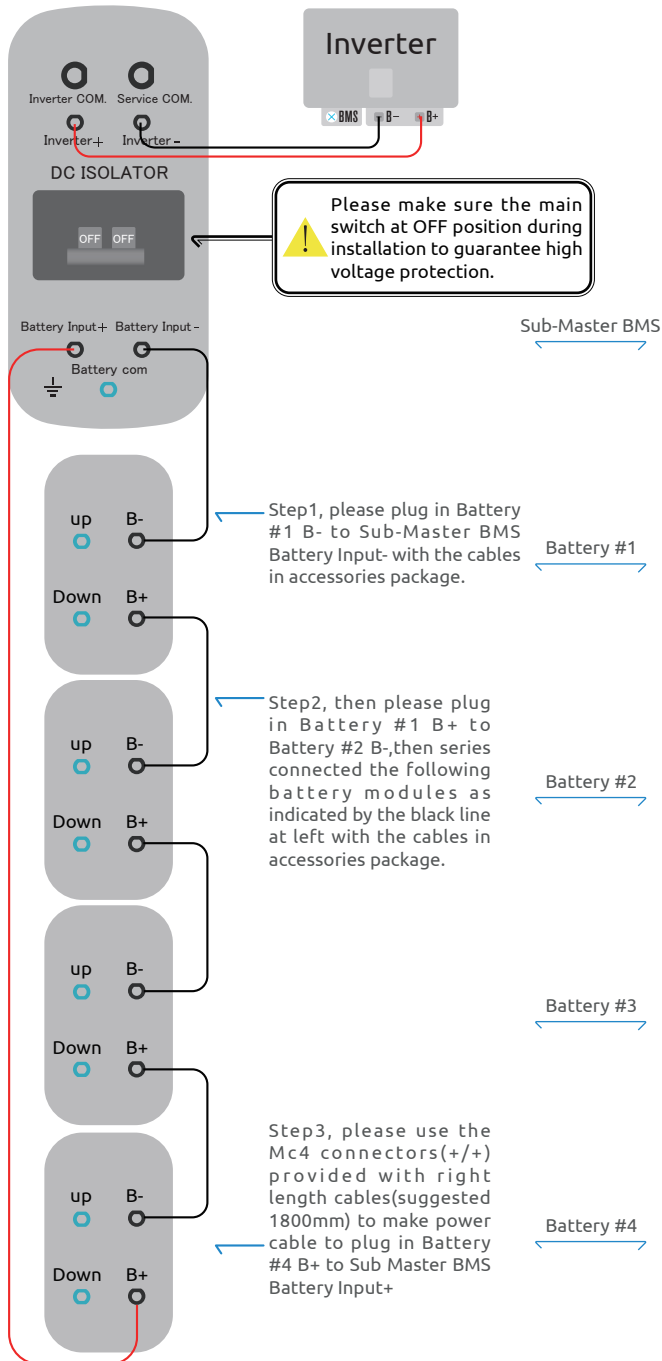 Inverter
Inverter COM. Service COM.
BMS B- B+
Inverter+ Inverter-
DC ISOLATOR
OFF OFF
Please make sure the main
switch at OFF position during
installation to guarantee high
voltage protection.
!
Battery Input+ Battery Input-
Sub-Master BMS
Battery com
up B-
Down B+
Step1, please plug in Battery
#1 B- to Sub-Master BMS
Battery Input- with the cables
in accessories package.
Battery #1
up B-
Down B+
Step2, then please plug
in Battery #1 B+ to
Battery #2 B-,then series
connected the following
battery modules as
indicated by the black line
at left with the cables in
accessories package.
Battery #2
up B-
Down B+
Battery #3
up B-
Down B+
Step3, please use the
Mc4 connectors(+/+)
provided with right
length cables(suggested
1800mm) to make power
cable to plug in Battery
#4 B+ to Sub Master BMS
Battery Input+
Battery #4